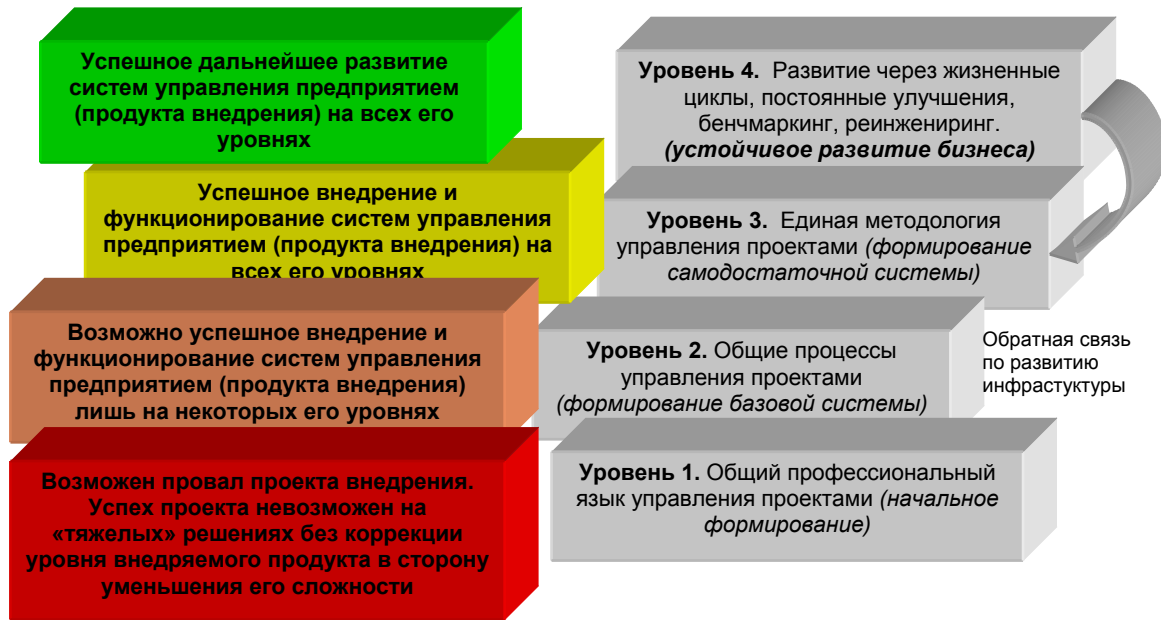 Успешное дальнейшее развитие
систем управления предприятием
(продукта внедрения) на всех его
уровнях
Уровень 4. Развитие через жизненные
циклы, постоянные улучшения,
бенчмаркинг, реинжениринг.
(устойчивое развитие бизнеса)
Успешное внедрение и
функционирование систем управления
предприятием (продукта внедрения) на
всех его уровнях
Уровень 3. Единая методология
управления проектами (формирование
самодостаточной системы)
Возможно успешное внедрение и
функционирование систем управления
предприятием (продукта внедрения)
лишь на некоторых его уровнях
Уровень 2. Общие процессы
управления проектами
(формирование базовой системы)
Обратная связь
по развитию
инфрастуктуры
Возможен провал проекта внедрения.
Успех проекта невозможен на
«тяжелых» решениях без коррекции
уровня внедряемого продукта в сторону
уменьшения его сложности
Уровень 1. Общий профессиональный
язык управления проектами (начальное
формирование)